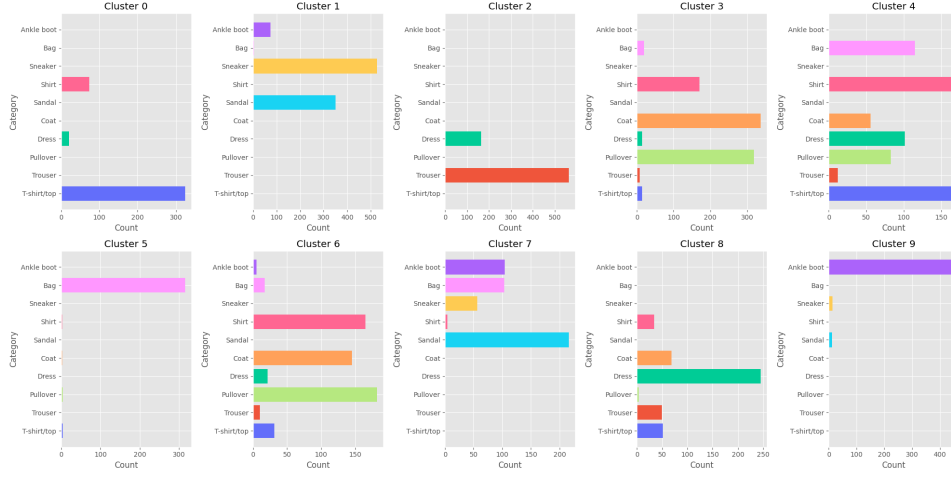 Cluster 0
Ankle boot
Bag
Sneaker
Shirt
Sandal
Coat
Dress
Pullover
Trouser
T-shirt/top
Category
0 100 200 300
Count
Cluster 1
Ankle boot
Bag
Sneaker
Shirt
Sandal
Coat
Dress
Pullover
Trouser
T-shirt/top
Category
0 100 200 300 400 500
Count
Cluster 2
Ankle boot
Bag
Sneaker
Shirt
Sandal
Coat
Dress
Pullover
Trouser
T-shirt/top
Category
0 100 200 300 400 500
Count
Cluster 3
Ankle boot
Bag
Sneaker
Shirt
Sandal
Coat
Dress
Pullover
Trouser
T-shirt/top
Category
0 100 200 300
Count
Cluster 4
Ankle boot
Bag
Sneaker
Shirt
Sandal
Coat
Dress
Pullover
Trouser
T-shirt/top
Category
0 50 100 150
Count
Cluster 5
Ankle boot
Bag
Sneaker
Shirt
Sandal
Coat
Dress
Pullover
Trouser
T-shirt/top
Category
0 100 200 300
Count
Cluster 6
Ankle boot
Bag
Sneaker
Shirt
Sandal
Coat
Dress
Pullover
Trouser
T-shirt/top
Category
0 50 100 150
Count
Cluster 7
Ankle boot
Bag
Sneaker
Shirt
Sandal
Coat
Dress
Pullover
Trouser
T-shirt/top
Category
0 50 100 150 200
Count
Cluster 8
Ankle boot
Bag
Sneaker
Shirt
Sandal
Coat
Dress
Pullover
Trouser
T-shirt/top
Category
0 50 100 150 200 250
Count
Cluster 9
Ankle boot
Bag
Sneaker
Shirt
Sandal
Coat
Dress
Pullover
Trouser
T-shirt/top
Category
0 100 200 300 400
Count